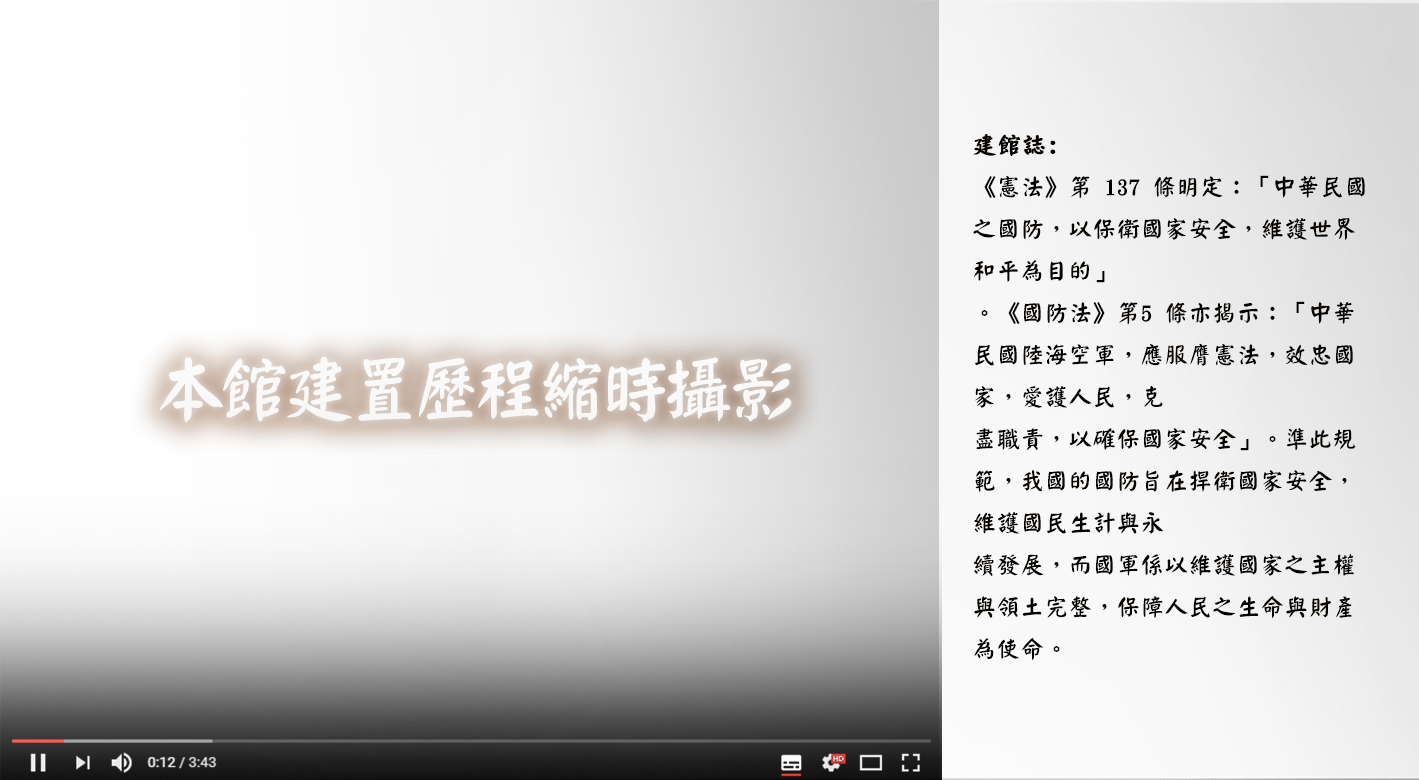 本館建置歷程縮時攝影
0:12 / 3:43
HD
建館誌:
《憲法》第 137 條明定：「中華民國
之國防，以保衛國家安全，維護世界
和平為目的」
。《國防法》第5 條亦揭示：「中華
民國陸海空軍，應服膺憲法，效忠國
家，愛護人民，克
盡職責，以確保國家安全」。準此規
範，我國的國防旨在捍衛國家安全，
維護國民生計與永
續發展，而國軍係以維護國家之主權
與領土完整，保障人民之生命與財產
為使命。